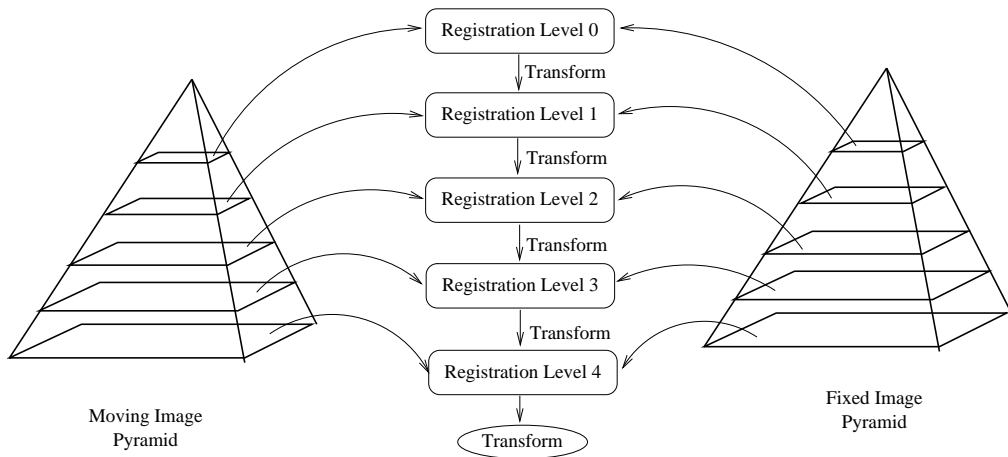 Registration Level 0
Transform
Registration Level 1
Transform
Registration Level 2
Transform
Registration Level 3
Transform
Registration Level 4
Transform
Moving Image
Pyramid
Fixed Image
Pyramid